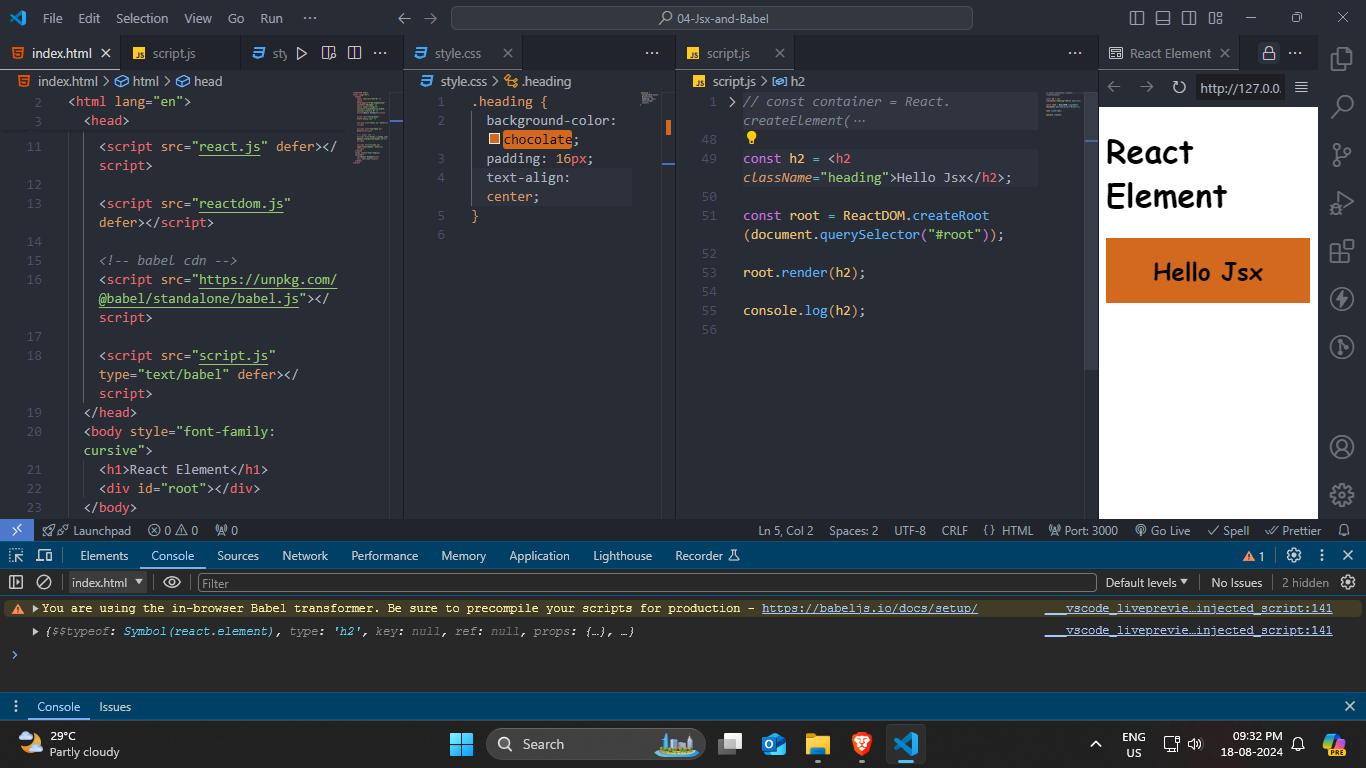 File Edit Selection View Go Run ···
04-Jsx-and-Babel
index.html
script.js
sty
style.css
script.js
React Element
index.html > html > head
style.css > .heading
script.js > h2
http://127.0.0.
2 <html lang="en">
3 <head>
11 <script src="react.js" defer></
script>
12
13 <script src="reactdom.js"
defer></script>
14
15 <!-- babel cdn -->
16 <script src="https://unpkg.com/
@babel/standalone/babel.js"></
script>
17
18 <script src="script.js"
type="text/babel" defer></
script>
19 </head>
20 <body style="font-family:
cursive">
21 <h1>React Element</h1>
22 <div id="root"></div>
23 </body>
1 .heading {
2 background-color:
chocolate;
3 padding: 16px;
4 text-align:
center;
5 }
6
1 // const container = React.
createElement(···
48
49 const h2 = <h2
className="heading">Hello Jsx</h2>;
50
51 const root = ReactDOM.createRoot
(document.querySelector("#root"));
52
53 root.render(h2);
54
55 console.log(h2);
56
React
Element
Hello Jsx
Launchpad 0 0 0
Ln 5, Col 2 Spaces: 2 UTF-8 CRLF {} HTML Port: 3000 Go Live Spell Prettier
Elements Console Sources Network Performance Memory Application Lighthouse Recorder 1
index.html Filter Default levels No Issues 2 hidden
You are using the in-browser Babel transformer. Be sure to precompile your scripts for production - https://babeljs.io/docs/setup/ ___vscode_liveprevie…injected_script:141
{$$typeof: Symbol(react.element), type: 'h2', key: null, ref: null, props: {…}, …} ___vscode_liveprevie…injected_script:141
>
Console Issues
29°C
Partly cloudy
Search
ENG
US
09:32 PM
18-08-2024
PRE